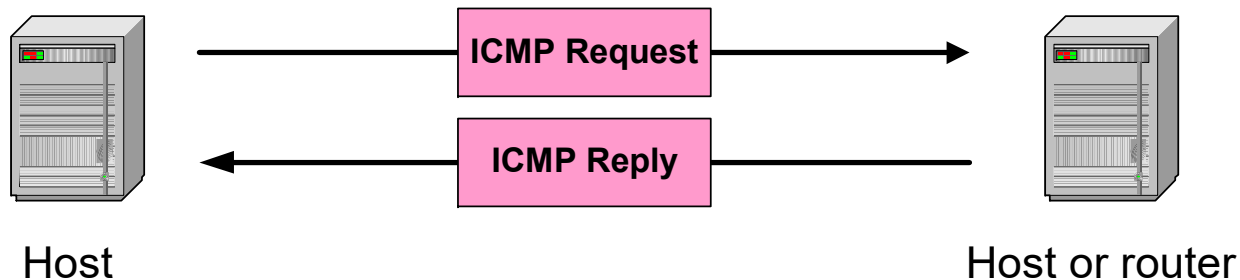 ICMP Request
ICMP Reply
Host
Host or router